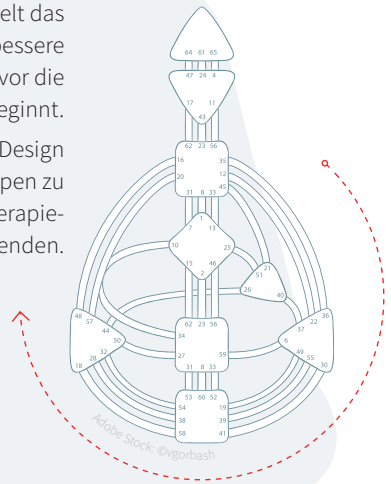 elt das
essere
vor die
eginnt.
Design
pen zu
erapie-
enden.
64 61 65
47 24 4
17 11
43
62 23 56
16 35
12
20
45
31 8 33
1
7 13
10 25
15 46
2
21
51
26
40
48
57
44
50
32
28
18
62 23 56
34
27 59
31 8 33
36
22
37
6
49
55
30
53 60 52
54 19
38 39
58 41
Adobe Stock: ©vgorbash